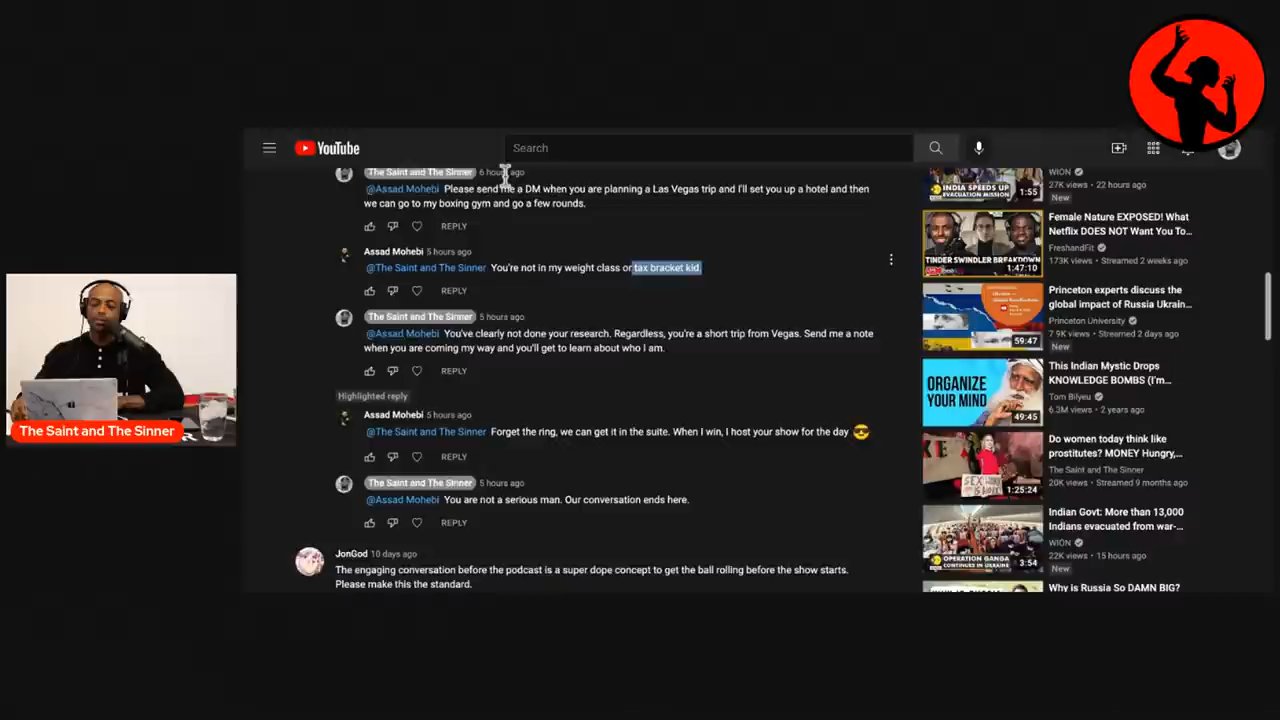 YouTube
Search
The Saint and The Sinner 6 hours ago
@Assad Mohebi Please send me a DM when you are planning a Las Vegas trip and I'll set you up a hotel and then
we can go to my boxing gym and go a few rounds.
REPLY
Assad Mohebi 5 hours ago
@The Saint and The Sinner You're not in my weight class or tax bracket kid.
REPLY
The Saint and The Sinner 5 hours ago
@Assad Mohebi You've clearly not done your research. Regardless, you're a short trip from Vegas. Send me a note
when you are coming my way and you'll get to learn about who I am.
REPLY
Highlighted reply
Assad Mohebi 5 hours ago
@The Saint and The Sinner Forget the ring, we can get it in the suite. When I win, I host your show for the day 😎
REPLY
The Saint and The Sinner 5 hours ago
@Assad Mohebi You are not a serious man. Our conversation ends here.
REPLY
JonGod 10 days ago
The engaging conversation before the podcast is a super dope concept to get the ball rolling before the show starts.
Please make this the standard.
The Saint and The Sinner
INDIA SPEEDS UP
EVACUATION MISSION
1:55
WION
27K views • 22 hours ago
New
TINDER SWINDLER BREAKDOWN
1:47:10
Female Nature EXPOSED! What
Netflix DOES NOT Want You To...
FreshandFit
173K views • Streamed 2 weeks ago
59:47
Princeton experts discuss the
global impact of Russia Ukrain...
Princeton University
7.9K views • Streamed 2 days ago
New
ORGANIZE
YOUR MIND
49:45
This Indian Mystic Drops
KNOWLEDGE BOMBS (I'm...
Tom Bilyeu
6.3M views • 2 years ago
1:25:24
Do women today think like
prostitutes? MONEY Hungry,...
The Saint and The Sinner
20K views • Streamed 9 months ago
OPERATION GANGA
CONTINUES IN UKRAINE
3:54
Indian Govt: More than 13,000
Indians evacuated from war-...
WION
22K views • 15 hours ago
New
Why is Russia So DAMN BIG?